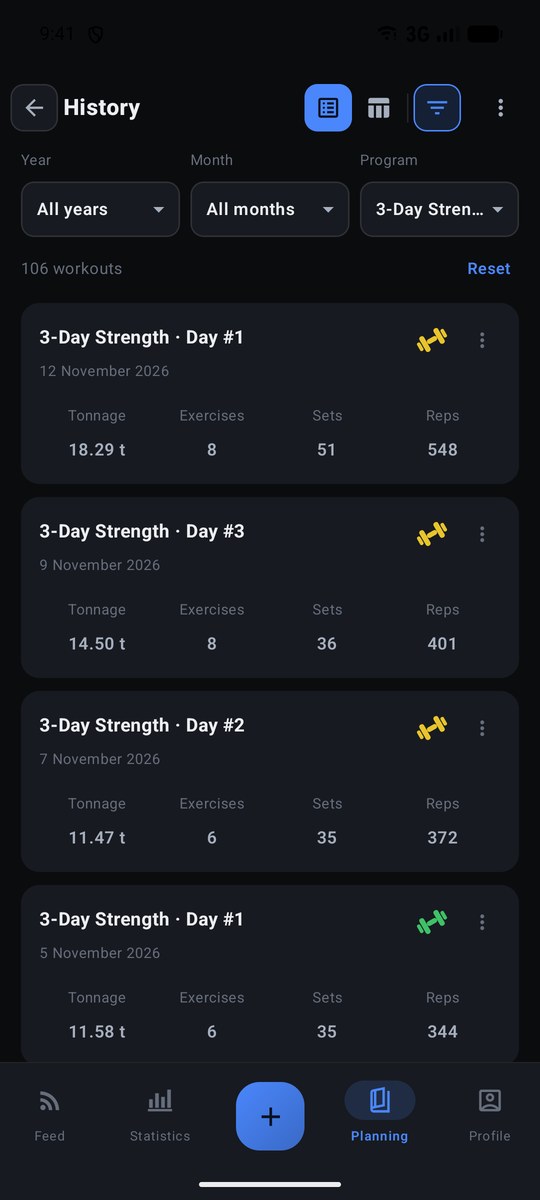 9:41 3G
History
Year Month Program
All years All months 3-Day Stren...
106 workouts Reset
3-Day Strength · Day #1
12 November 2026
Tonnage Exercises Sets Reps
18.29 t 8 51 548
3-Day Strength · Day #3
9 November 2026
Tonnage Exercises Sets Reps
14.50 t 8 36 401
3-Day Strength · Day #2
7 November 2026
Tonnage Exercises Sets Reps
11.47 t 6 35 372
3-Day Strength · Day #1
5 November 2026
Tonnage Exercises Sets Reps
11.58 t 6 35 344
Feed Statistics Planning Profile